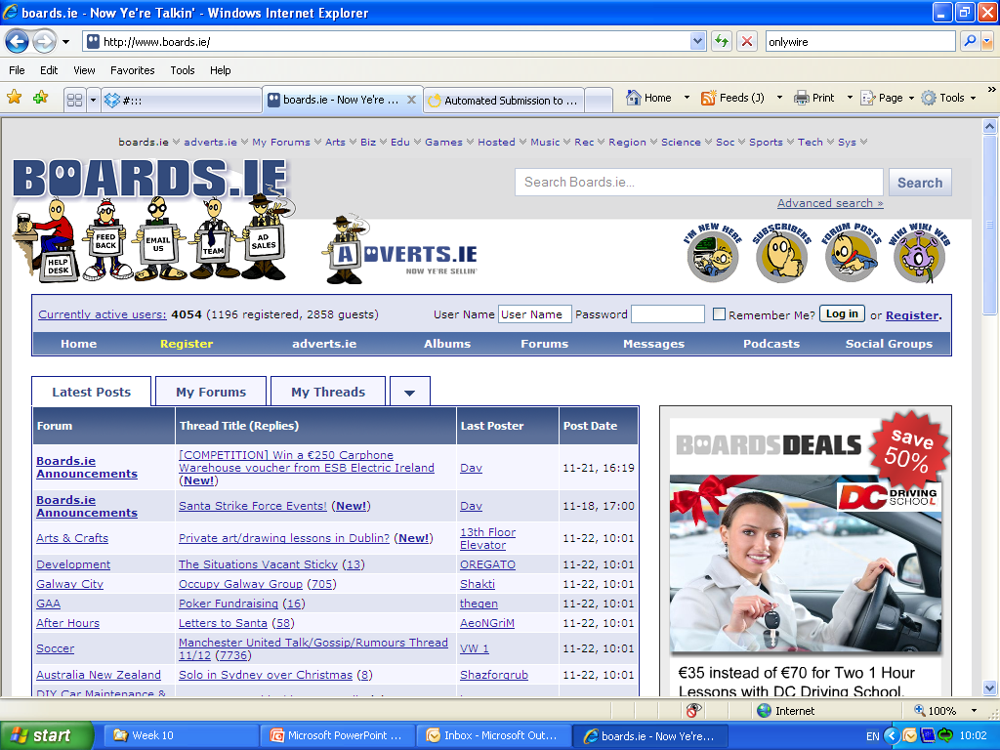 boards.ie - Now Ye're Talkin' - Windows Internet Explorer
http://www.boards.ie/
onlywire
File Edit View Favorites Tools Help
#:::
boards.ie - Now Ye're ...
Automated Submission to ...
Home Feeds (J) Print Page Tools
boards.ie adverts.ie My Forums Arts Biz Edu Games Hosted Music Rec Region Science Soc Sports Tech Sys
BOARDS.IE
Search Boards.ie...
Search
Advanced search »
HELP DESK
FEED BACK
EMAIL US
TEAM
AD SALES
ADVERTS.IE
NOW YE'RE SELLIN'
I'M NEW HERE
SUBSCRIBERS
FORUM POSTS
WIKI WIKI WEB
Currently active users: 4054 (1196 registered, 2858 guests)
User Name User Name Password Remember Me? Log in or Register.
Home Register adverts.ie Albums Forums Messages Podcasts Social Groups
Latest Posts My Forums My Threads
Forum Thread Title (Replies) Last Poster Post Date
Boards.ie Announcements [COMPETITION] Win a €250 Carphone Warehouse voucher from ESB Electric Ireland (New!) Dav 11-21, 16:19
Boards.ie Announcements Santa Strike Force Events! (New!) Dav 11-18, 17:00
Arts & Crafts Private art/drawing lessons in Dublin? (New!) 13th Floor Elevator 11-22, 10:01
Development The Situations Vacant Sticky (13) OREGATO 11-22, 10:01
Galway City Occupy Galway Group (705) Shakti 11-22, 10:01
GAA Poker Fundraising (16) thegen 11-22, 10:01
After Hours Letters to Santa (58) AeoNGriM 11-22, 10:01
Soccer Manchester United Talk/Gossip/Rumours Thread 11/12 (7736) VW 1 11-22, 10:01
Australia New Zealand Solo in Sydney over Christmas (8) Shazforgrub 11-22, 10:01
DIY Car Maintenance &
BOARDSDEALS
save 50%
DC DRIVING SCHOOL
€35 instead of €70 for Two 1 Hour
Lessons with DC Driving School.
Internet
100%
start
Week 10
Microsoft PowerPoint ...
Inbox - Microsoft Out...
boards.ie - Now Ye're...
EN
10:02